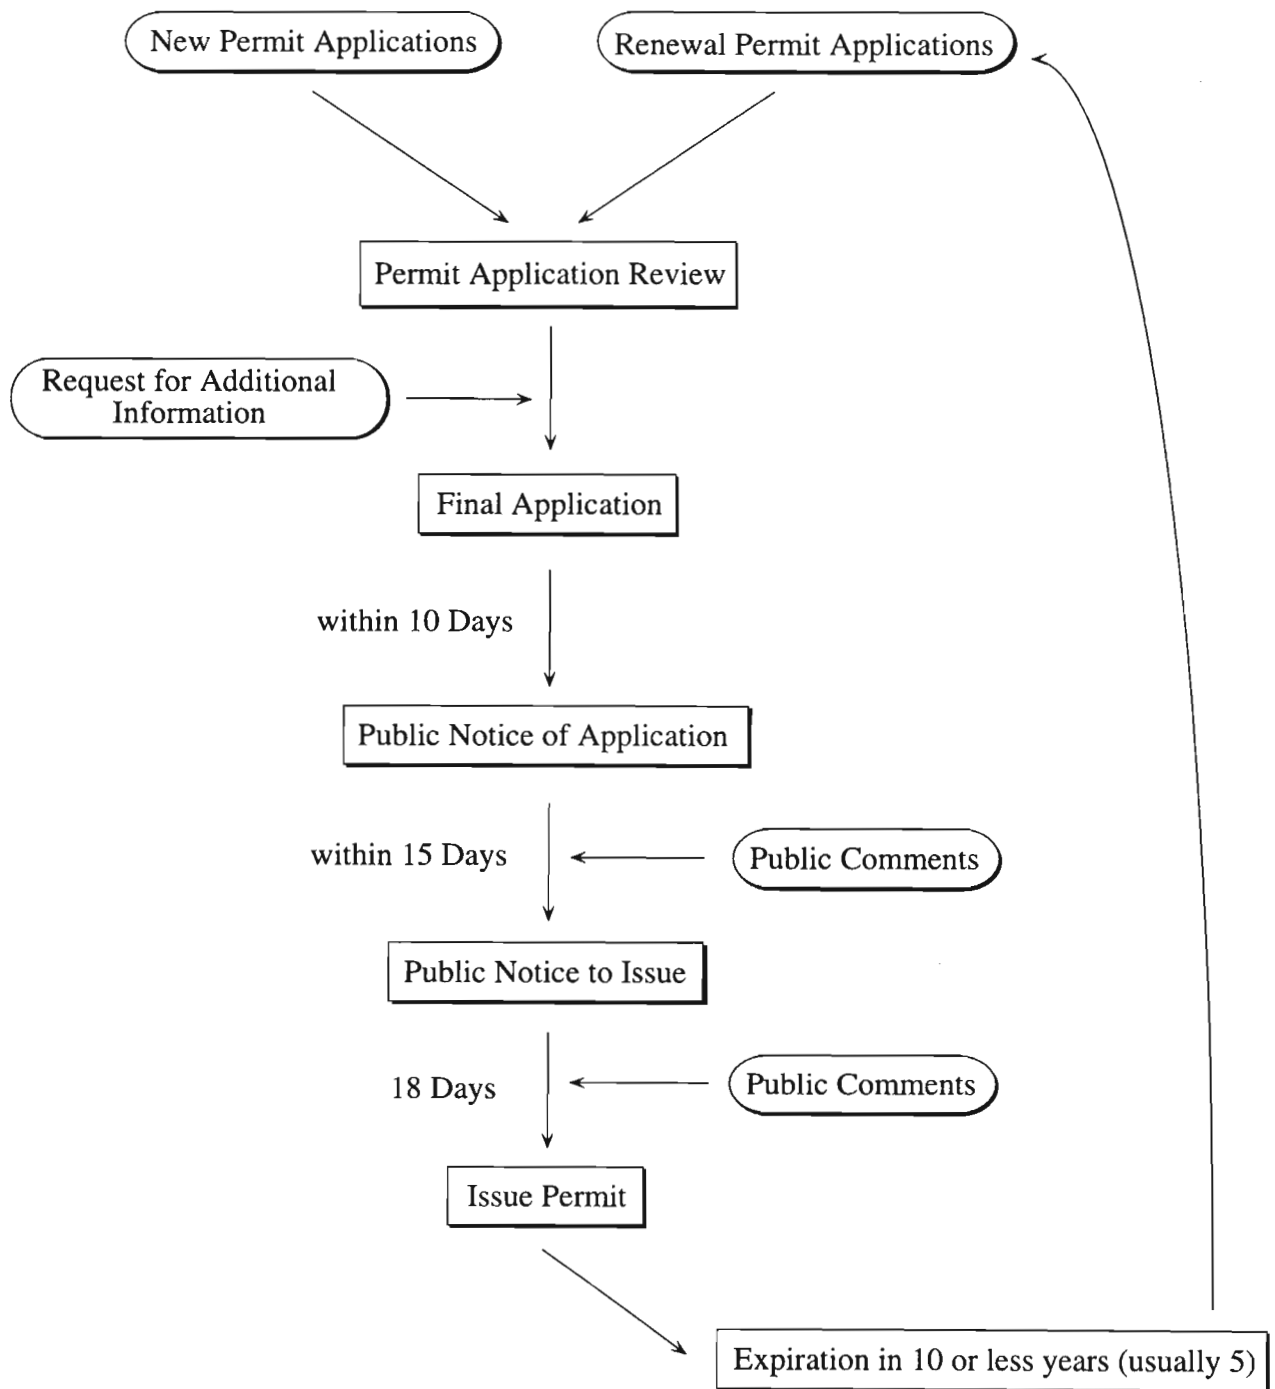 New Permit Applications
Renewal Permit Applications
Permit Application Review
Request for Additional
Information
Final Application
within 10 Days
Public Notice of Application
within 15 Days
Public Comments
Public Notice to Issue
18 Days
Public Comments
Issue Permit
Expiration in 10 or less years (usually 5)